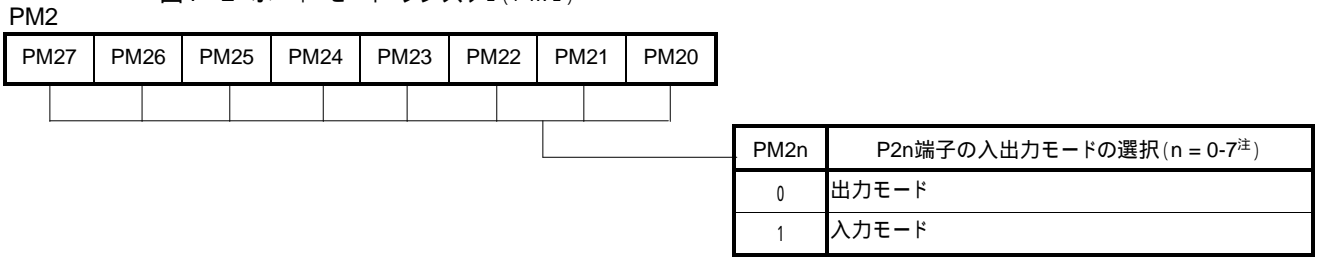 PM2
PM27 PM26 PM25 PM24 PM23 PM22 PM21 PM20
PM2n P2n端子の入出力モードの選択(n = 0-7注)
0 出力モード
1 入力モード